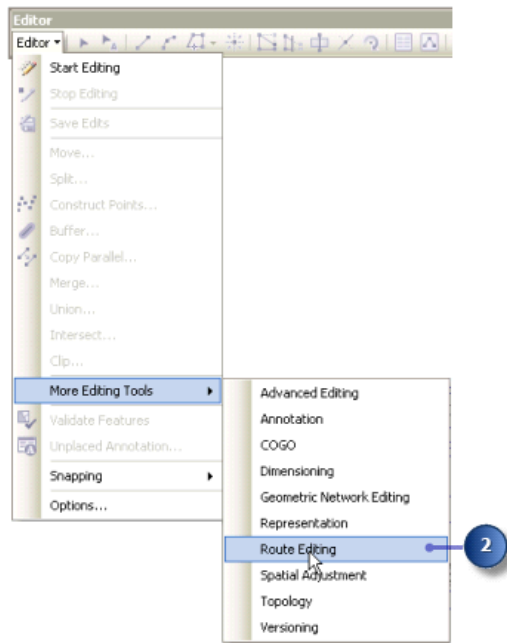 Editor
Editor
Start Editing
Stop Editing
Save Edits
Move...
Split...
Construct Points...
Buffer...
Copy Parallel...
Merge...
Union...
Intersect...
Clip...
More Editing Tools
Validate Features
Unplaced Annotation...
Snapping
Options...
Advanced Editing
Annotation
COGO
Dimensioning
Geometric Network Editing
Representation
Route Editing
2
Spatial Adjustment
Topology
Versioning